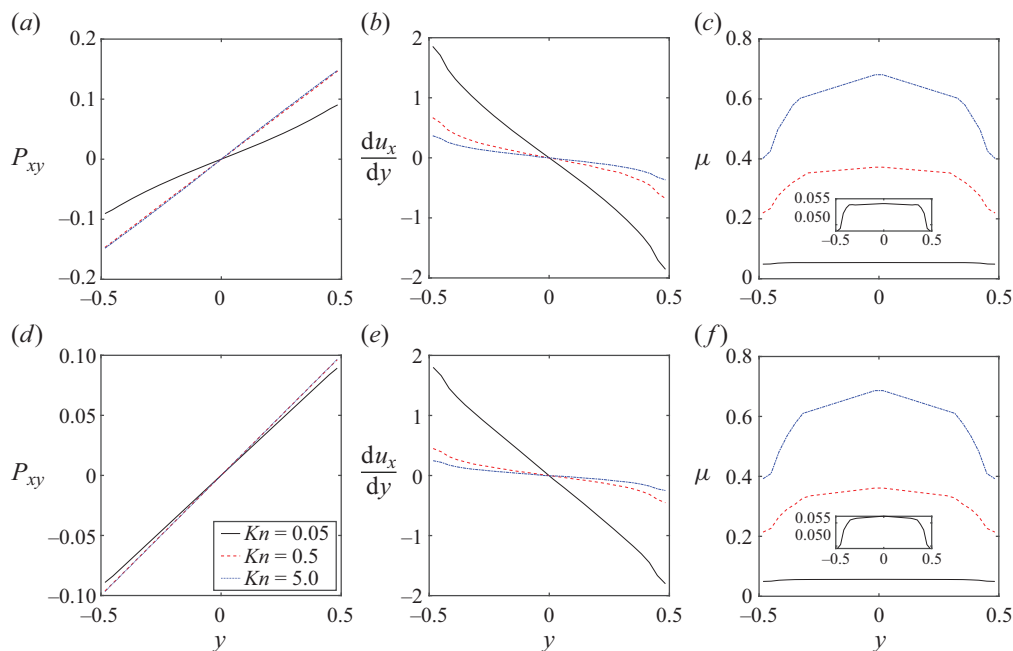 (a) (b) (c)
0.2 2 0.8
0.1 1 0.6
P_xy 0 du_x/dy 0 μ 0.4
0.055
0.050
−0.1 −1 0.2
−0.5 0 0.5
−0.2 −2 0
−0.5 0 0.5 −0.5 0 0.5 −0.5 0 0.5
(d) (e) (f)
0.10 2 0.8
0.05 1 0.6
P_xy 0 du_x/dy 0 μ 0.4
Kn = 0.05
0.055
−0.05 Kn = 0.5 −1 0.2 0.050
Kn = 5.0
−0.5 0 0.5
−0.10 −2 0
−0.5 0 0.5 −0.5 0 0.5 −0.5 0 0.5
y y y